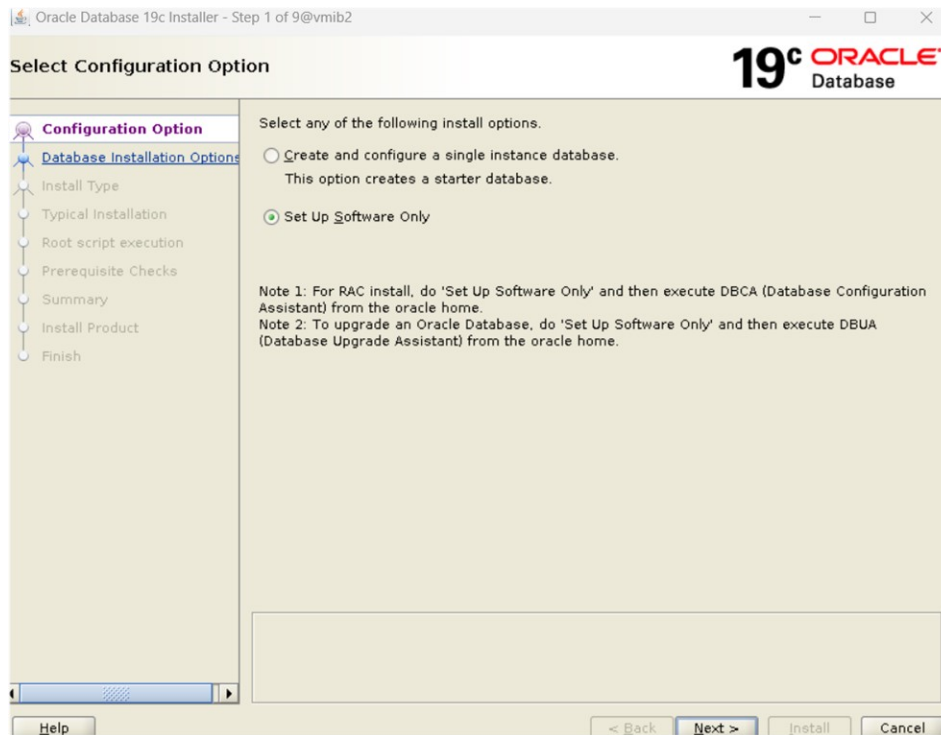 Oracle Database 19c Installer - Step 1 of 9@vmib2
Select Configuration Option
19c ORACLE
Database
Configuration Option
Database Installation Options
Install Type
Typical Installation
Root script execution
Prerequisite Checks
Summary
Install Product
Finish
Select any of the following install options.
Create and configure a single instance database.
This option creates a starter database.
Set Up Software Only
Note 1: For RAC install, do 'Set Up Software Only' and then execute DBCA (Database Configuration
Assistant) from the oracle home.
Note 2: To upgrade an Oracle Database, do 'Set Up Software Only' and then execute DBUA
(Database Upgrade Assistant) from the oracle home.
Help
< Back
Next >
Install
Cancel